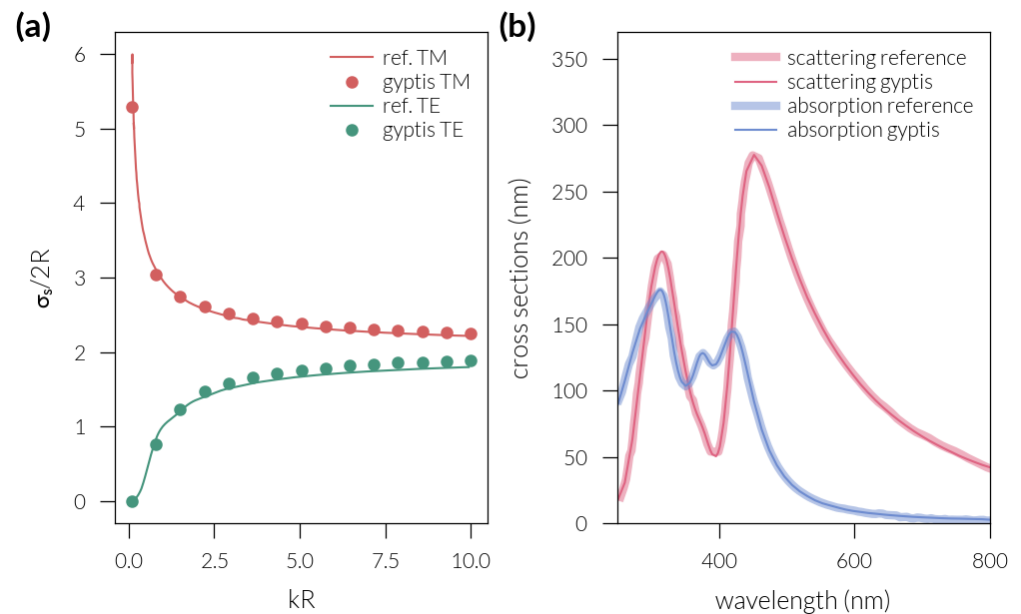 (a)
6
5
4
3
2
1
0
0.0
2.5
5.0
7.5
10.0
kR
σs/2R
ref. TM
gyptis TM
ref. TE
gyptis TE
(b)
350
300
250
200
150
100
50
0
400
600
800
wavelength (nm)
cross sections (nm)
scattering reference
scattering gyptis
absorption reference
absorption gyptis